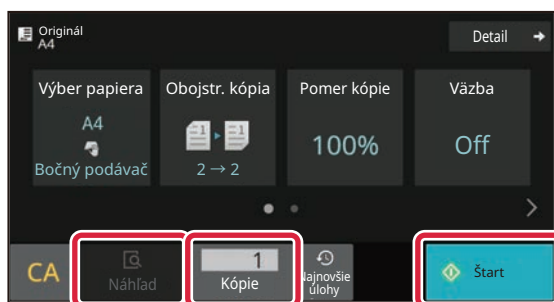 Originál
A4
Detail
Výber papiera
Obojstr. kópia
Pomer kópie
Väzba
A4
Bočný podávač
2 → 2
100%
Off
CA
Náhľad
1
Kópie
Najnovšie
úlohy
Štart